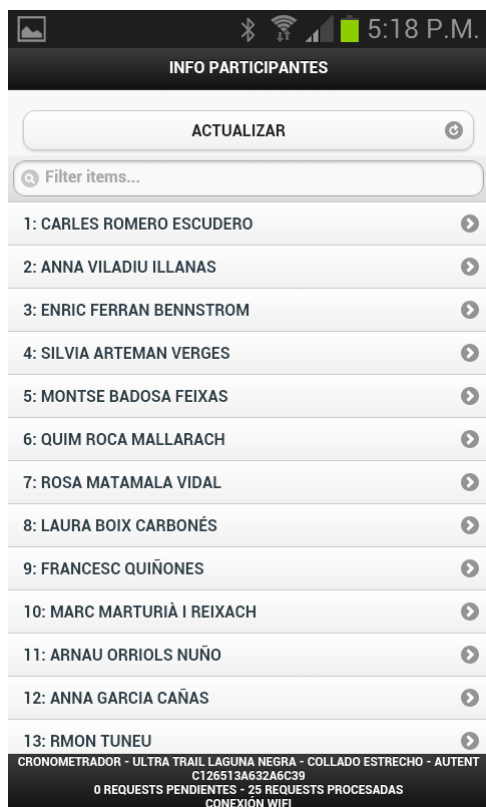 5:18 P.M.
INFO PARTICIPANTES
ACTUALIZAR
Filter items...
1: CARLES ROMERO ESCUDERO
2: ANNA VILADIU ILLANAS
3: ENRIC FERRAN BENNSTROM
4: SILVIA ARTEMAN VERGES
5: MONTSE BADOSA FEIXAS
6: QUIM ROCA MALLARACH
7: ROSA MATAMALA VIDAL
8: LAURA BOIX CARBONÉS
9: FRANCESC QUIÑONES
10: MARC MARTURIÀ I REIXACH
11: ARNAU ORRIOLS NUÑO
12: ANNA GARCIA CAÑAS
13: RMON TUNEU
CRONOMETRADOR - ULTRA TRAIL LAGUNA NEGRA - COLLADO ESTRECHO - AUTENT
C126513A632A6C39
0 REQUESTS PENDIENTES - 25 REQUESTS PROCESADAS
CONEXIÓN WIFI